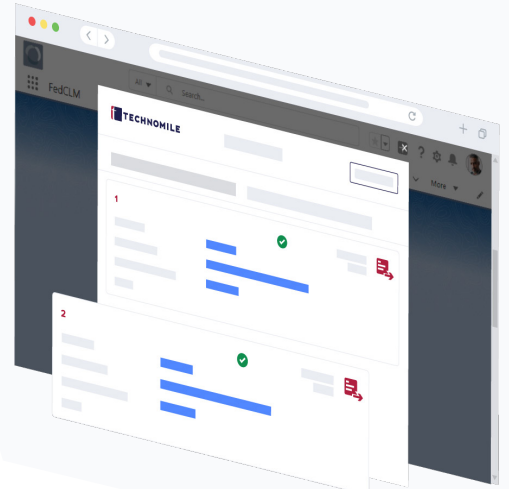 FedCLM
All
Search...
TECHNOMILE
More
1
2